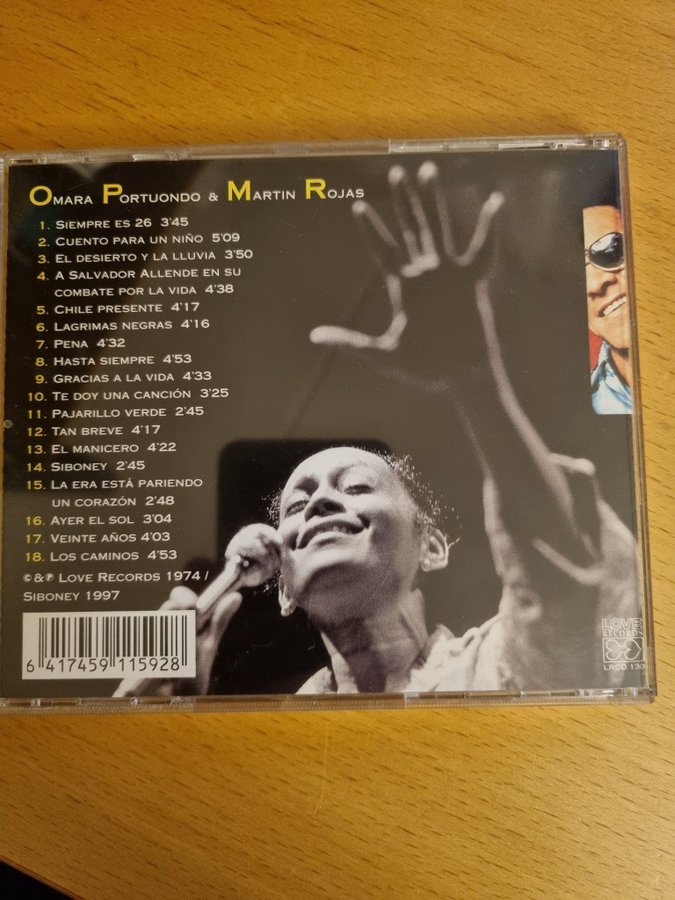 Omara Portuondo & Martin Rojas
1. Siempre es 26 3'45
2. Cuento para un niño 5'09
3. El desierto y la lluvia 3'50
4. A Salvador Allende en su
combate por la vida 4'38
5. Chile presente 4'17
6. Lagrimas negras 4'16
7. Pena 4'32
8. Hasta siempre 4'53
9. Gracias a la vida 4'33
10. Te doy una canción 3'25
11. Pajarillo verde 2'45
12. Tan breve 4'17
13. El manicero 4'22
14. Siboney 2'45
15. La era está pariendo
un corazón 2'48
16. Ayer el sol 3'04
17. Veinte años 4'03
18. Los caminos 4'53
©&℗ Love Records 1974 /
Siboney 1997
6 417459 115928
LOVE
RECORDS
LRCD 130